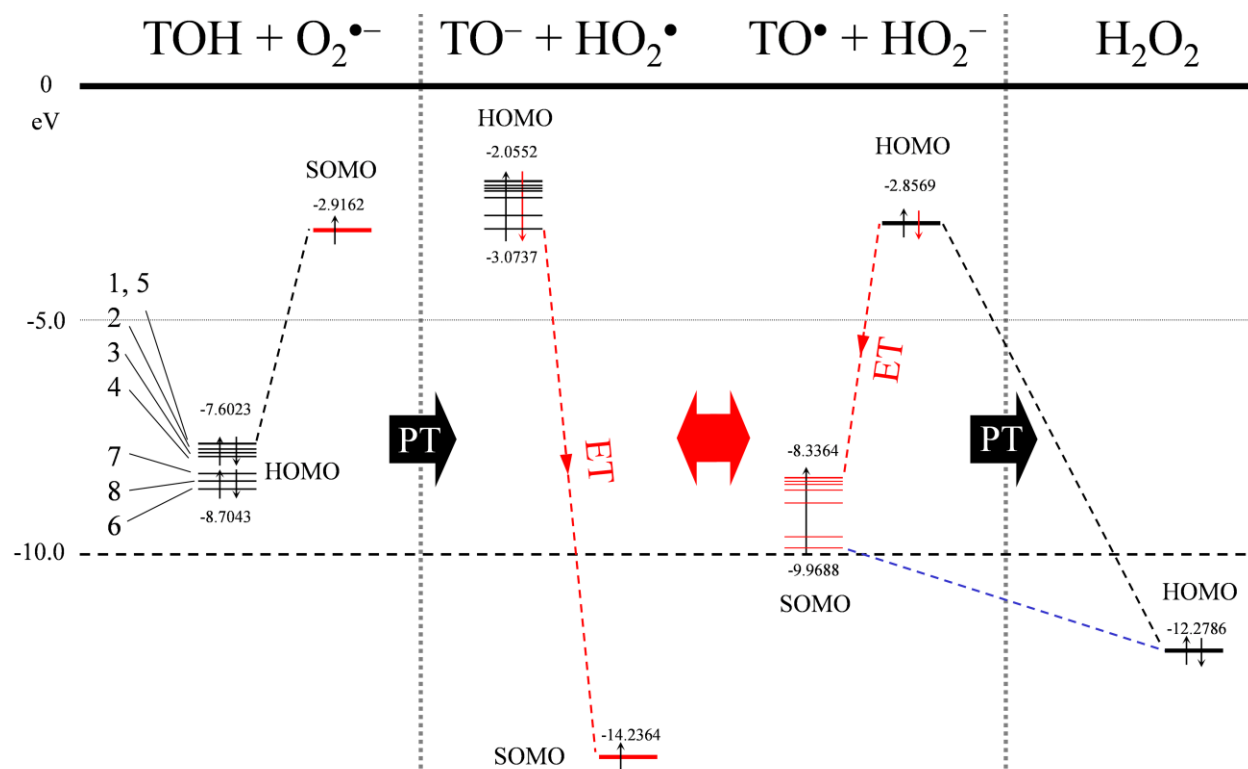 TOH + O₂•⁻
TO⁻ + HO₂•
TO• + HO₂⁻
H₂O₂
0
eV
-5.0
-10.0
SOMO
-2.9162
1, 5
2
3
4
7
8
6
-7.6023
HOMO
-8.7043
PT
HOMO
-2.0552
-3.0737
ET
SOMO
-14.2364
HOMO
-2.8569
ET
-8.3364
-9.9688
SOMO
PT
HOMO
-12.2786